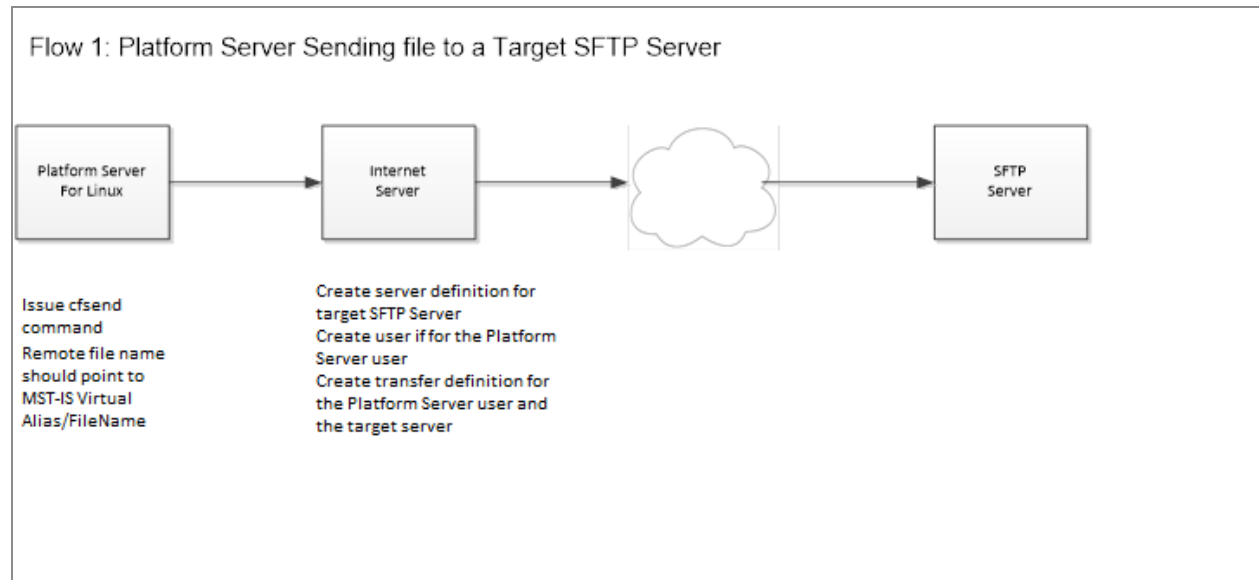 Flow 1: Platform Server Sending file to a Target SFTP Server
Platform Server
For Linux
Internet
Server
SFTP
Server
Issue cfsend
command
Remote file name
should point to
MST-IS Virtual
Alias/FileName
Create server definition for
target SFTP Server
Create user if for the Platform
Server user
Create transfer definition for
the Platform Server user and
the target server